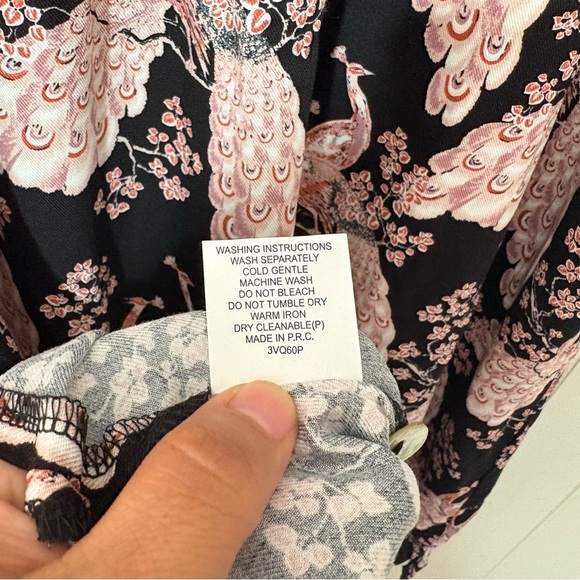 WASHING INSTRUCTIONS
WASH SEPARATELY
COLD GENTLE
MACHINE WASH
DO NOT BLEACH
DO NOT TUMBLE DRY
WARM IRON
DRY CLEANABLE(P)
MADE IN P.R.C.
3VQ60P